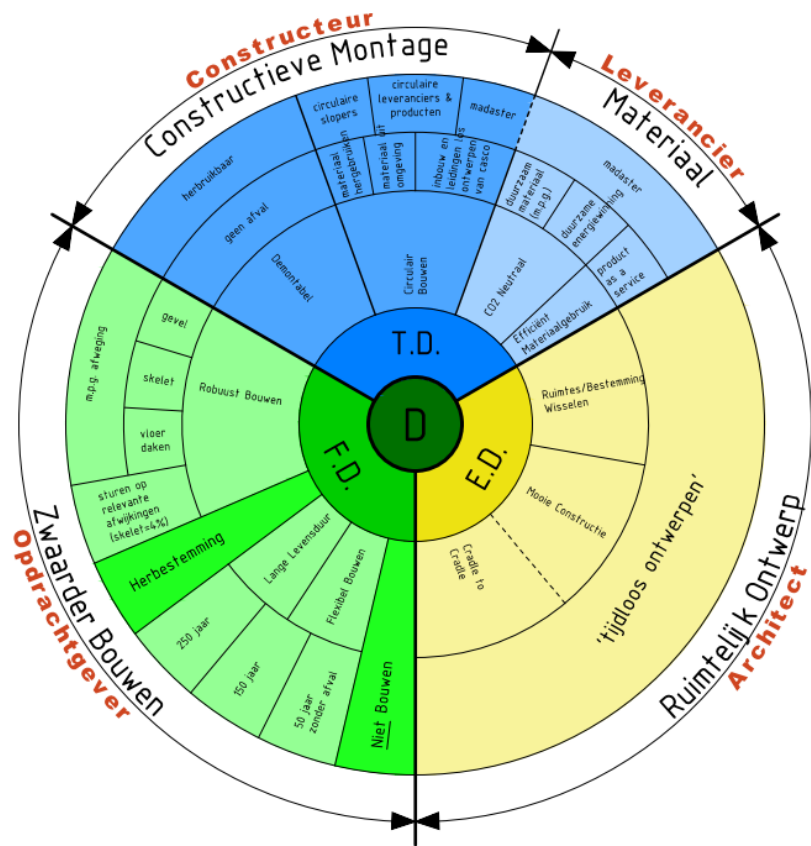 Constructeur
Constructieve Montage
Leverancier
Materiaal
herbruikbaar
circulaire
slopers
circulaire
leveranciers &
producten
madaster
madaster
geen afval
materiaal
hergebruiken
materiaal uit
omgeving
inbouw en
leidingen los
ontwerpen
van casco
duurzaam
materiaal
(m.p.g.)
duurzame
energiewinning
product
as a
service
Demontabel
Circulair
Bouwen
CO2 Neutraal
Efficiënt
Materiaalgebruik
T.D.
D
F.D.
E.D.
m.p.g. afweging
gevel
skelet
vloer
daken
Robuust Bouwen
sturen op
relevante
afwijkingen
(skelet=4%)
Herbestemming
Lange Levensduur
Flexibel Bouwen
250 jaar
150 jaar
50 jaar
zonder afval
Niet Bouwen
Ruimtes/Bestemming
Wisselen
Mooie Constructie
Cradle to
Cradle
'tijdloos ontwerpen'
Zwaarder Bouwen
Opdrachtgever
Ruimtelijk Ontwerp
Architect